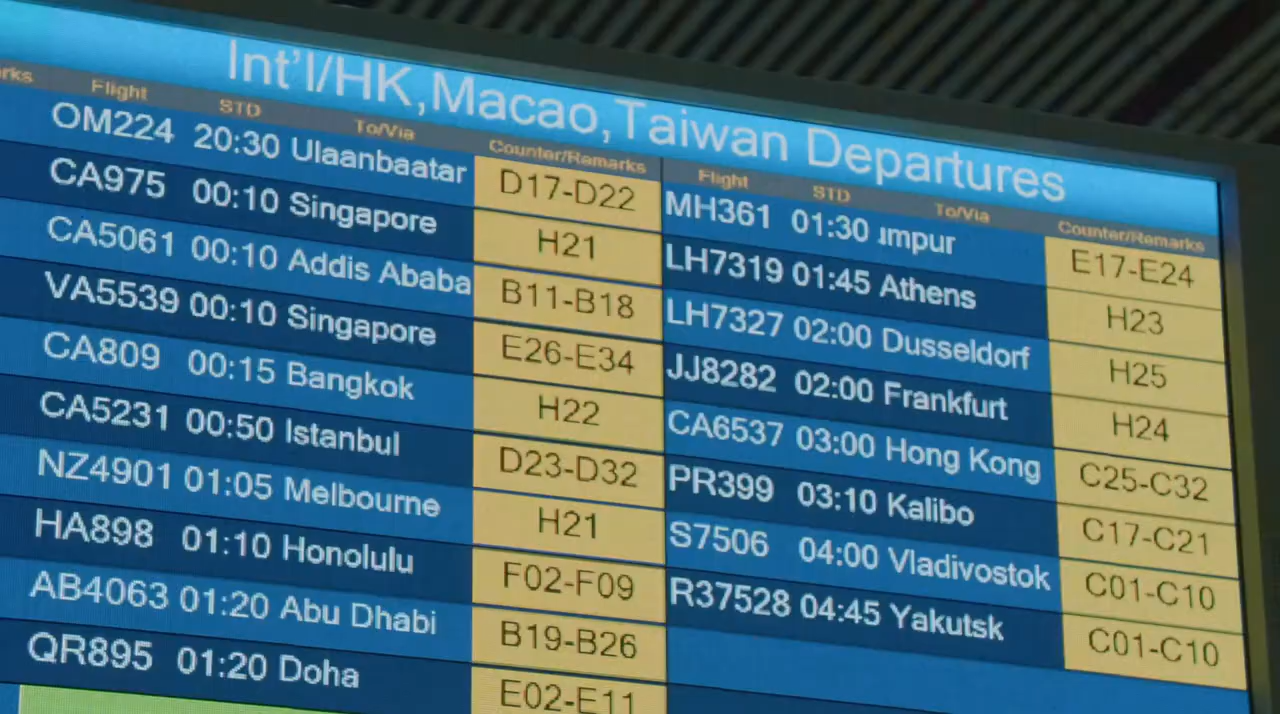 Int'l/HK,Macao,Taiwan Departures
rks Flight STD To/Via Counter/Remarks
OM224 20:30 Ulaanbaatar D17-D22
CA975 00:10 Singapore H21
CA5061 00:10 Addis Ababa B11-B18
VA5539 00:10 Singapore E26-E34
CA809 00:15 Bangkok H22
CA5231 00:50 Istanbul D23-D32
NZ4901 01:05 Melbourne H21
HA898 01:10 Honolulu F02-F09
AB4063 01:20 Abu Dhabi B19-B26
QR895 01:20 Doha E02-E11
Flight STD To/Via Counter/Remarks
MH361 01:30 mpur E17-E24
LH7319 01:45 Athens H23
LH7327 02:00 Dusseldorf H25
JJ8282 02:00 Frankfurt H24
CA6537 03:00 Hong Kong C25-C32
PR399 03:10 Kalibo C17-C21
S7506 04:00 Vladivostok C01-C10
R37528 04:45 Yakutsk C01-C10